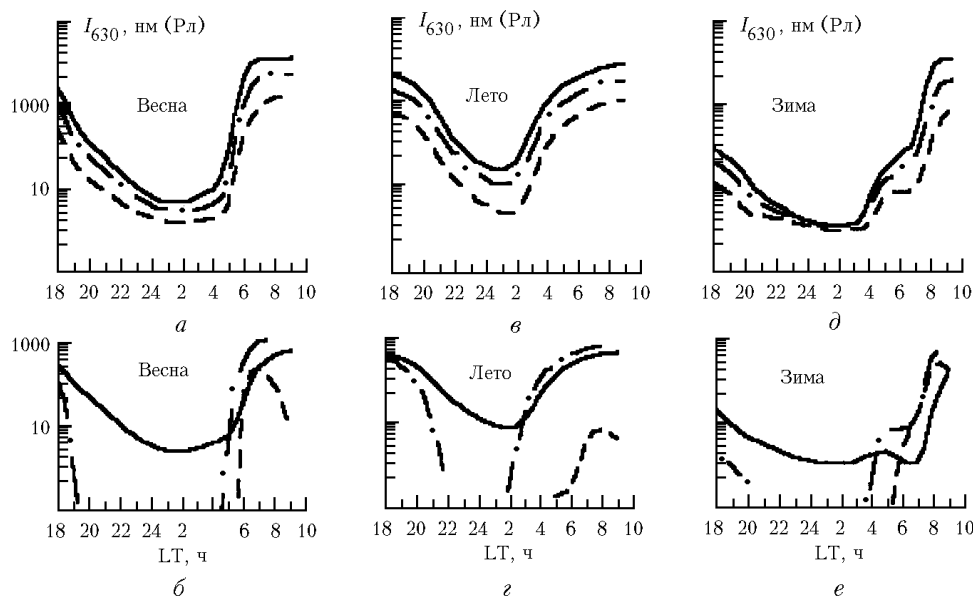 I630, нм (Рл) I630, нм (Рл) I630, нм (Рл)
1000 Весна Лето Зима
10
18 20 22 24 2 4 6 8 10 18 20 22 24 2 4 6 8 10 18 20 22 24 2 4 6 8 10
а в д
1000 Весна Лето Зима
10
18 20 22 24 2 4 6 8 10 18 20 22 24 2 4 6 8 10 18 20 22 24 2 4 6 8 10
LT, ч LT, ч LT, ч
б г е